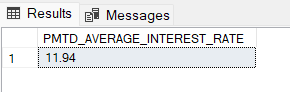 Results Messages
PMTD_AVERAGE_INTEREST_RATE
1 11.94